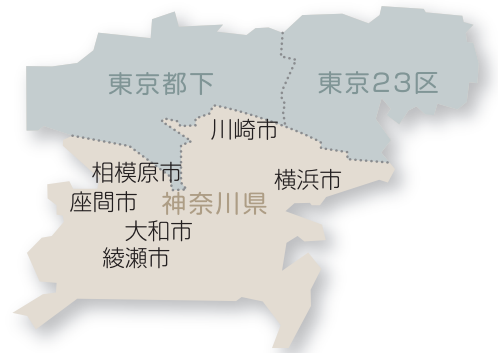 東京都下
東京23区
川崎市
相模原市
横浜市
座間市
神奈川県
大和市
綾瀬市